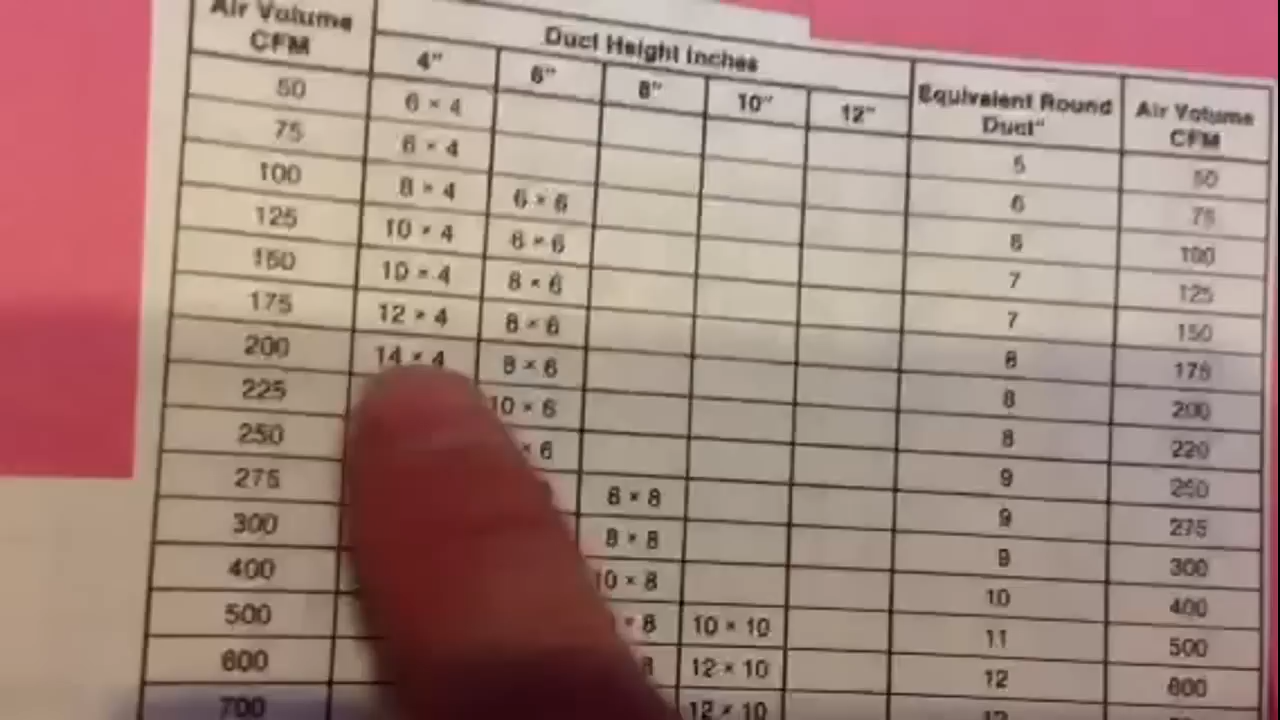 Air Volume CFM Duct Height Inches Equivalent Round Duct" Air Volume CFM
4" 6" 8" 10" 12"
50 6 × 4 5 50
75 6 × 4 6 75
100 8 × 4 6 × 6 6 100
125 10 × 4 6 × 6 7 125
150 10 × 4 8 × 6 7 150
175 12 × 4 8 × 6 8 175
200 14 × 4 8 × 6 8 200
225 10 × 6 8 220
250 × 6 9 250
275 8 × 8 9 275
300 8 × 8 9 300
400 10 × 8 10 400
500 × 8 10 × 10 11 500
600 8 12 × 10 12 600
700 12 × 10